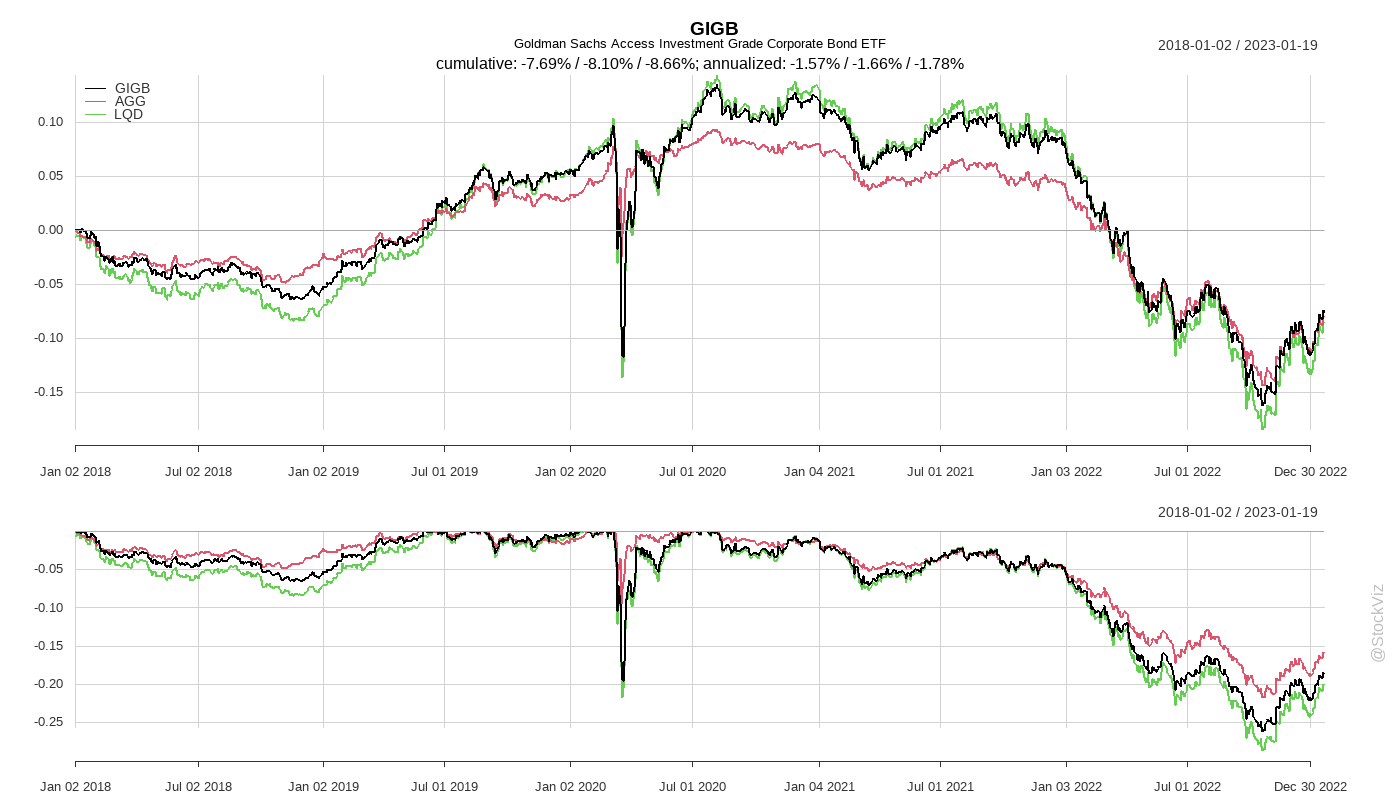 GIGB
Goldman Sachs Access Investment Grade Corporate Bond ETF
2018-01-02 / 2023-01-19
cumulative: -7.69% / -8.10% / -8.66%; annualized: -1.57% / -1.66% / -1.78%
GIGB
AGG
LQD
0.10
0.05
0.00
-0.05
-0.10
-0.15
Jan 02 2018 Jul 02 2018 Jan 02 2019 Jul 01 2019 Jan 02 2020 Jul 01 2020 Jan 04 2021 Jul 01 2021 Jan 03 2022 Jul 01 2022 Dec 30 2022
2018-01-02 / 2023-01-19
-0.05
-0.10
-0.15
-0.20
-0.25
Jan 02 2018 Jul 02 2018 Jan 02 2019 Jul 01 2019 Jan 02 2020 Jul 01 2020 Jan 04 2021 Jul 01 2021 Jan 03 2022 Jul 01 2022 Dec 30 2022
@StockViz